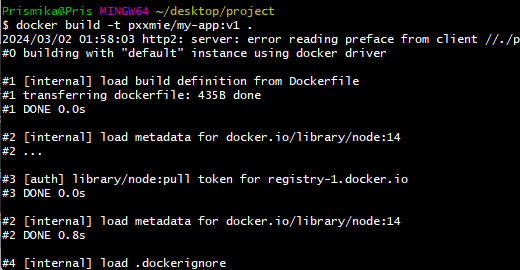 Prismika@Pris MINGW64 ~/desktop/project
$ docker build -t pxxmie/my-app:v1 .
2024/03/02 01:58:03 http2: server: error reading preface from client //./p
#0 building with "default" instance using docker driver
#1 [internal] load build definition from Dockerfile
#1 transferring dockerfile: 435B done
#1 DONE 0.0s
#2 [internal] load metadata for docker.io/library/node:14
#2 ...
#3 [auth] library/node:pull token for registry-1.docker.io
#3 DONE 0.0s
#2 [internal] load metadata for docker.io/library/node:14
#2 DONE 0.8s
#4 [internal] load .dockerignore